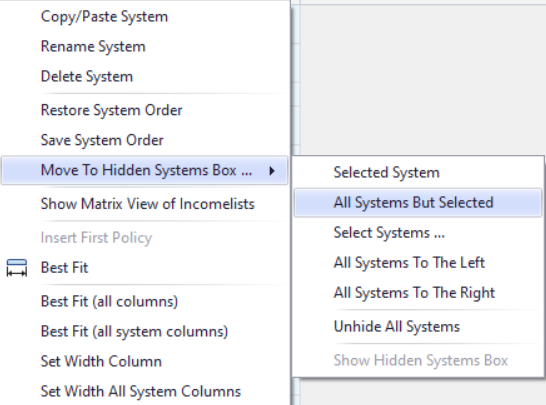 Copy/Paste System
Rename System
Delete System
Restore System Order
Save System Order
Move To Hidden Systems Box ...
Show Matrix View of Incomelists
Insert First Policy
Best Fit
Best Fit (all columns)
Best Fit (all system columns)
Set Width Column
Set Width All System Columns
Selected System
All Systems But Selected
Select Systems ...
All Systems To The Left
All Systems To The Right
Unhide All Systems
Show Hidden Systems Box